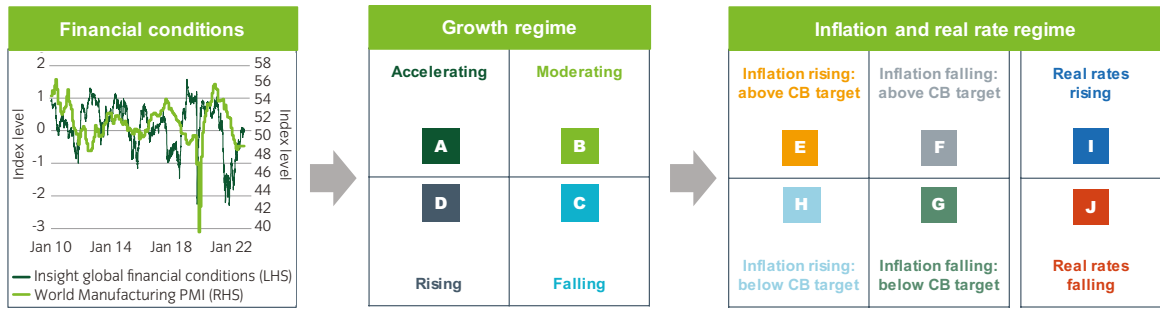 Financial conditions
2
1
0
-1
-2
-3
Index level
58
56
54
52
50
48
46
44
42
40
Index level
Jan 10 Jan 14 Jan 18 Jan 22
Insight global financial conditions (LHS)
World Manufacturing PMI (RHS)
Growth regime
Accelerating
Moderating
A
B
D
C
Rising
Falling
Inflation and real rate regime
Inflation rising:
above CB target
Inflation falling:
above CB target
Real rates
rising
E
F
I
H
G
J
Inflation rising:
below CB target
Inflation falling:
below CB target
Real rates
falling